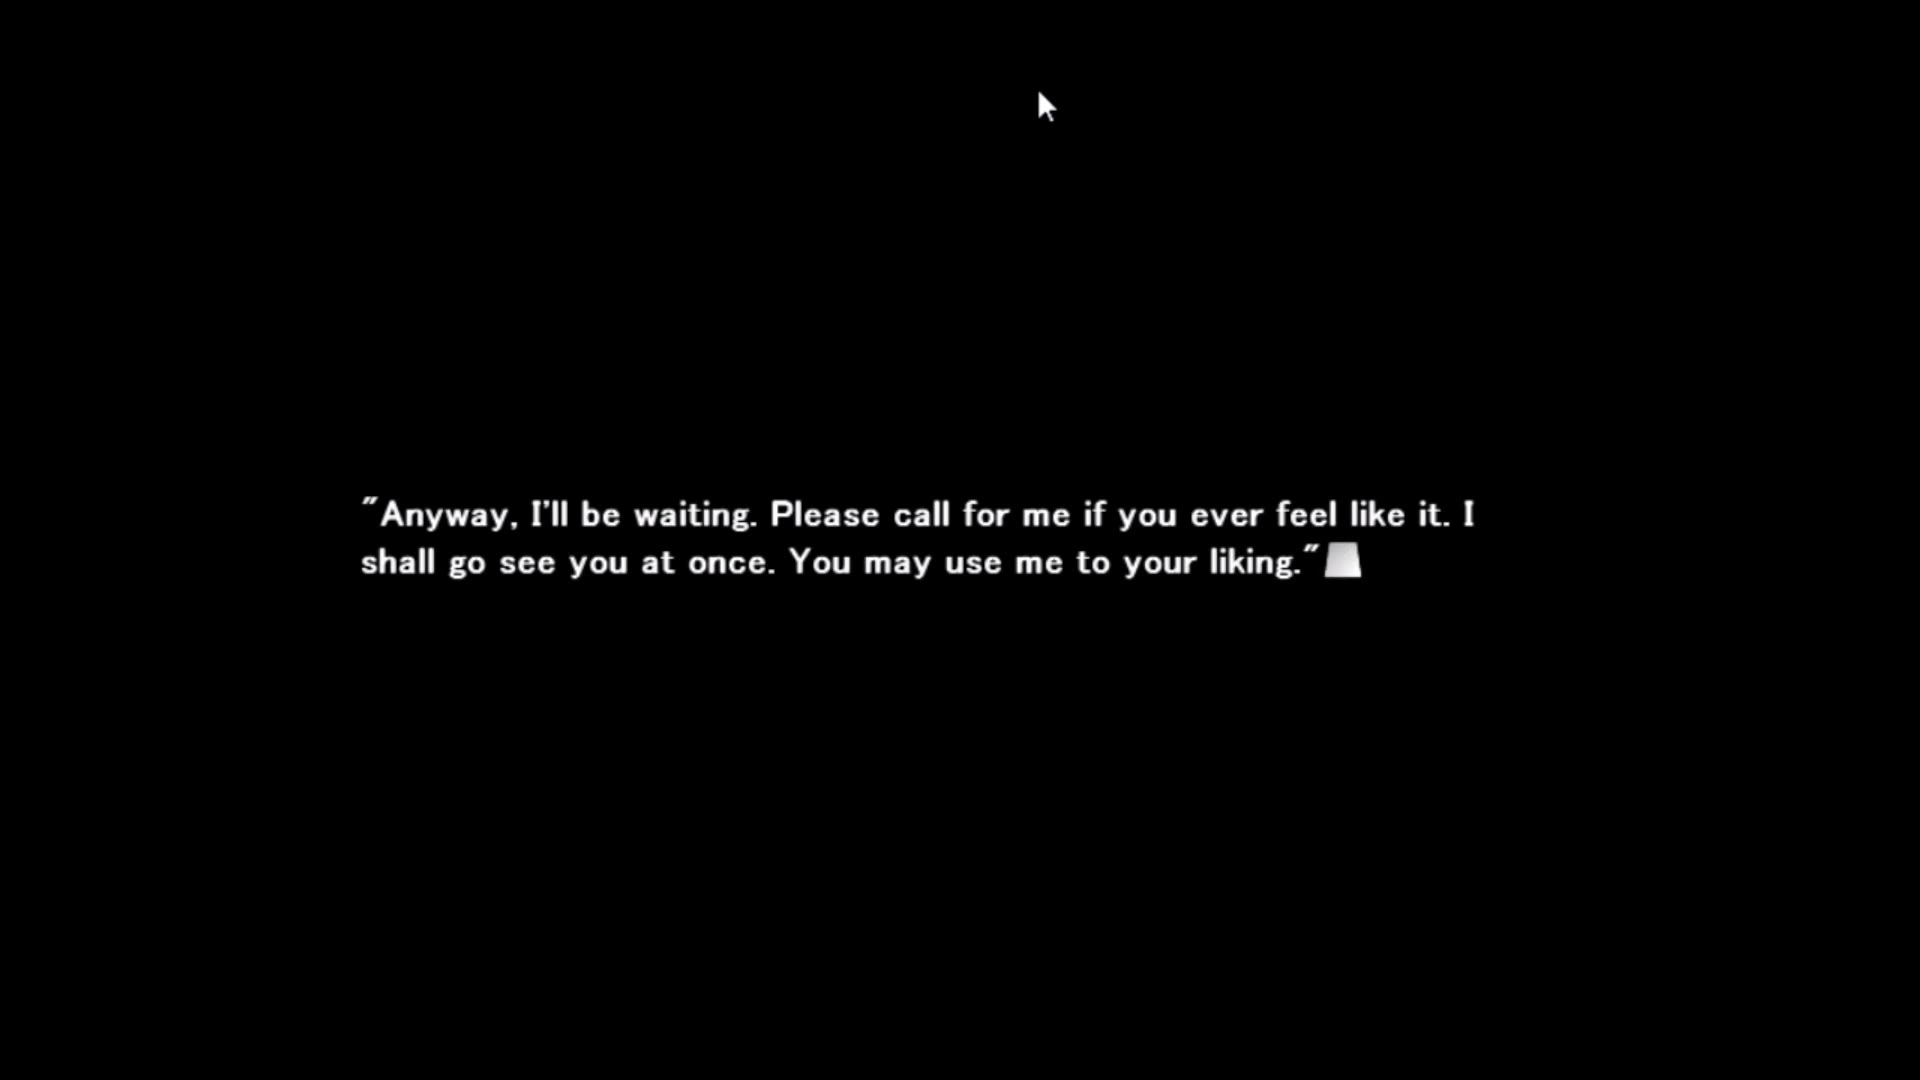 "Anyway, I'll be waiting. Please call for me if you ever feel like it. I
shall go see you at once. You may use me to your liking."